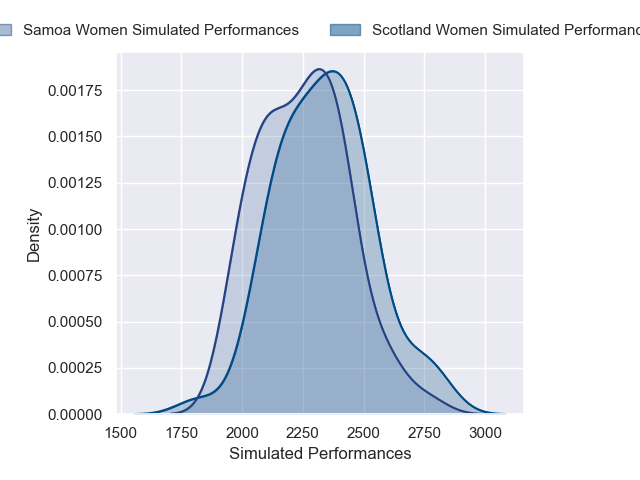 Samoa Women Simulated Performances
Scotland Women Simulated Performanc
0.00175
0.00150
0.00125
0.00100
0.00075
0.00050
0.00025
0.00000
Density
1500 1750 2000 2250 2500 2750 3000
Simulated Performances